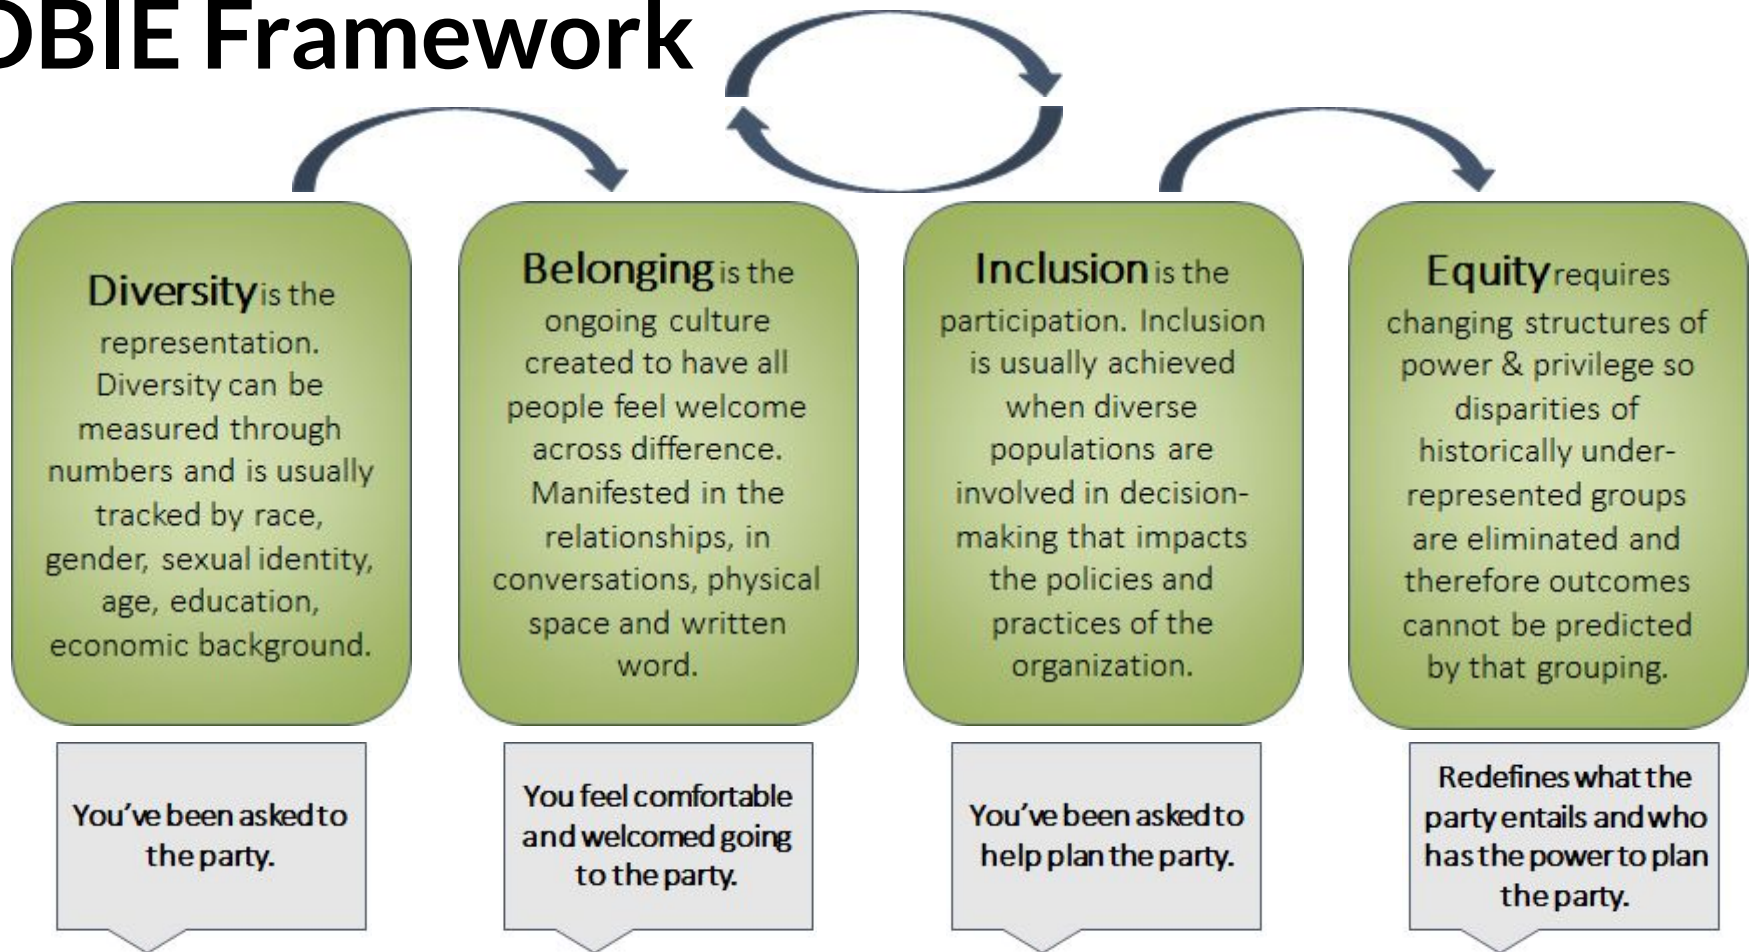 DBIE Framework
Diversity is the
representation.
Diversity can be
measured through
numbers and is usually
tracked by race,
gender, sexual identity,
age, education,
economic background.
Belonging is the
ongoing culture
created to have all
people feel welcome
across difference.
Manifested in the
relationships, in
conversations, physical
space and written
word.
Inclusion is the
participation. Inclusion
is usually achieved
when diverse
populations are
involved in decision-
making that impacts
the policies and
practices of the
organization.
Equity requires
changing structures of
power & privilege so
disparities of
historically under-
represented groups
are eliminated and
therefore outcomes
cannot be predicted
by that grouping.
You've been asked to
the party.
You feel comfortable
and welcomed going
to the party.
You've been asked to
help plan the party.
Redefines what the
party entails and who
has the power to plan
the party.